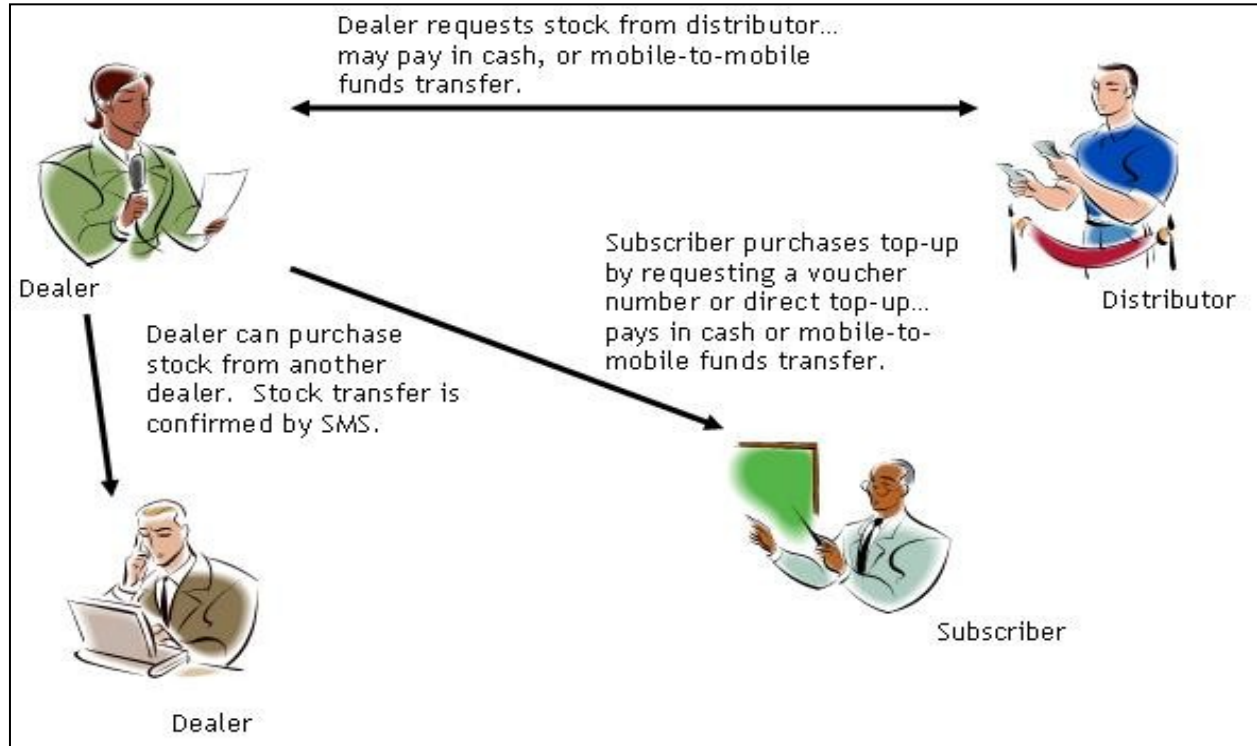 Dealer requests stock from distributor...
may pay in cash, or mobile-to-mobile
funds transfer.
Dealer
Distributor
Subscriber purchases top-up
by requesting a voucher
number or direct top-up...
pays in cash or mobile-to-
mobile funds transfer.
Dealer can purchase
stock from another
dealer. Stock transfer is
confirmed by SMS.
Subscriber
Dealer